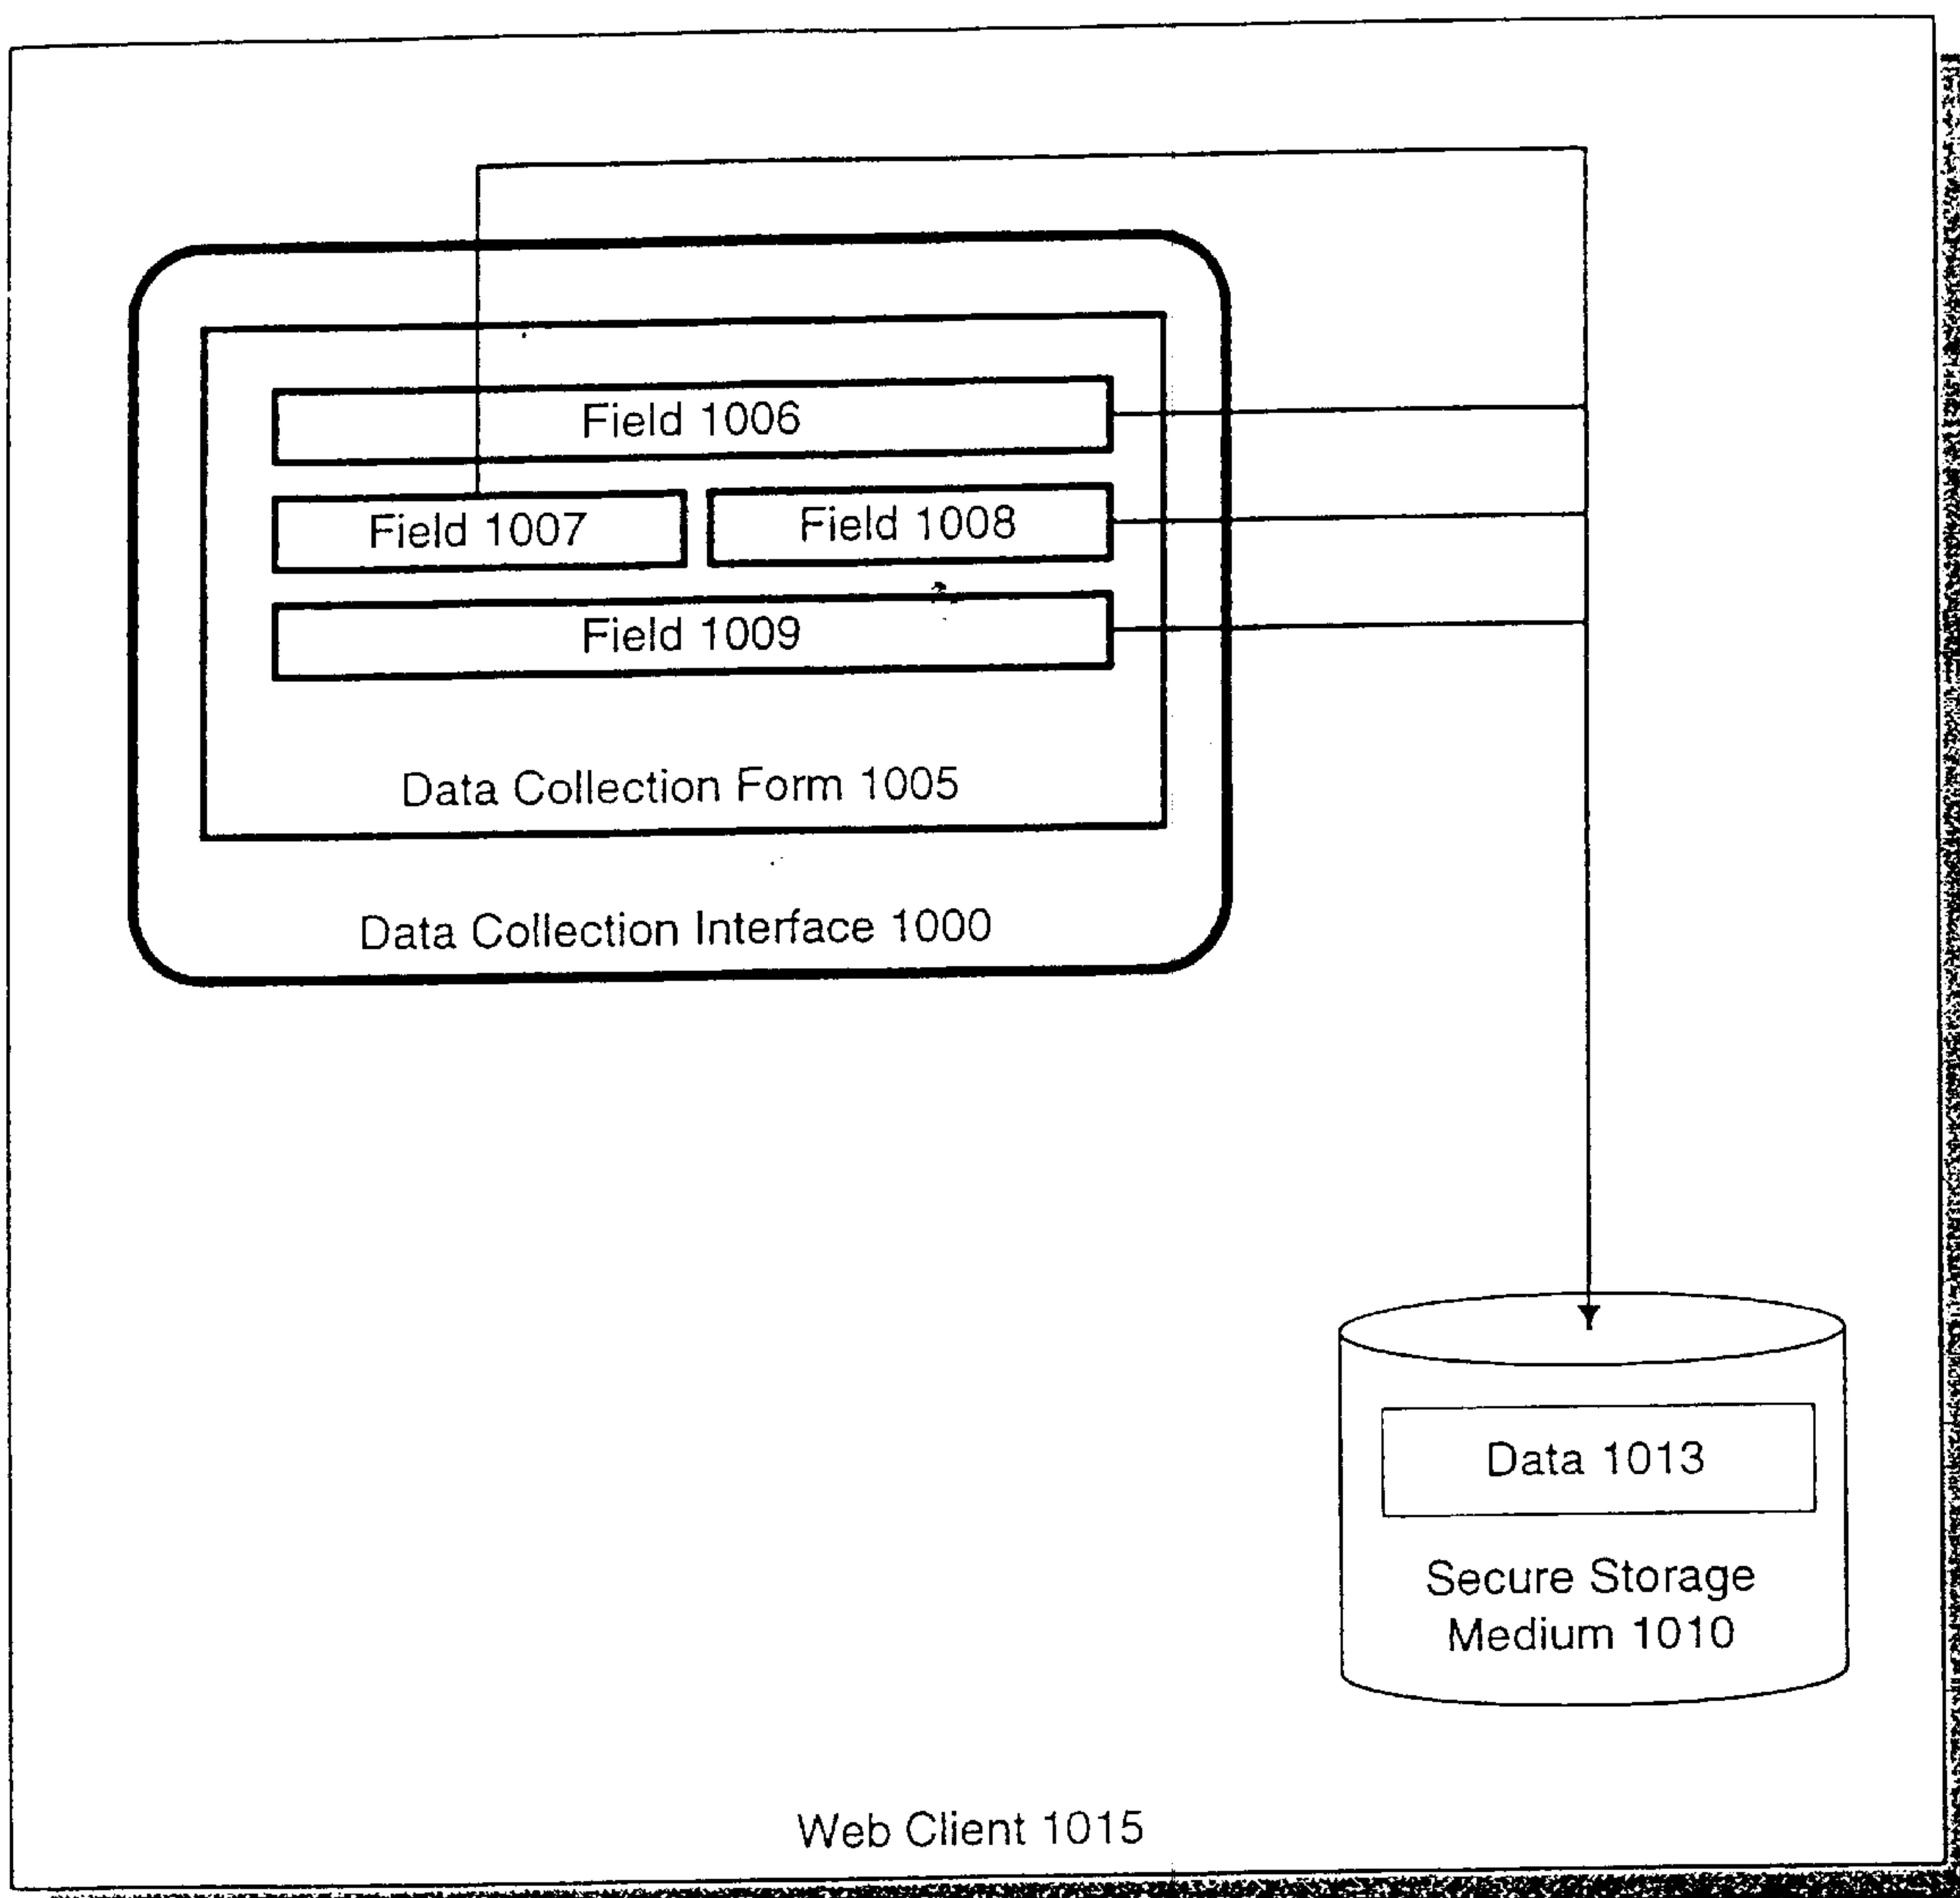 Field 1006
Field 1007
Field 1008
Field 1009
Data Collection Form 1005
Data Collection Interface 1000
Data 1013
Secure Storage
Medium 1010
Web Client 1015